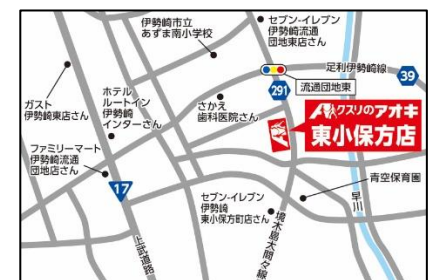 伊勢崎市立
あずま南小学校
セブン-イレブン
伊勢崎流通
団地東店さん
足利伊勢崎線
39
流通団地東
291
ガスト
伊勢崎東店さん
ホテル
ルートイン
伊勢崎
インターさん
さかえ
歯科医院さん
クスリのアオキ
東小保方店
ファミリーマート
伊勢崎流通
団地店さん
17
セブン-イレブン
伊勢崎
東小保方町店さん
青空保育園
早川
上武道路
境木島大間々線